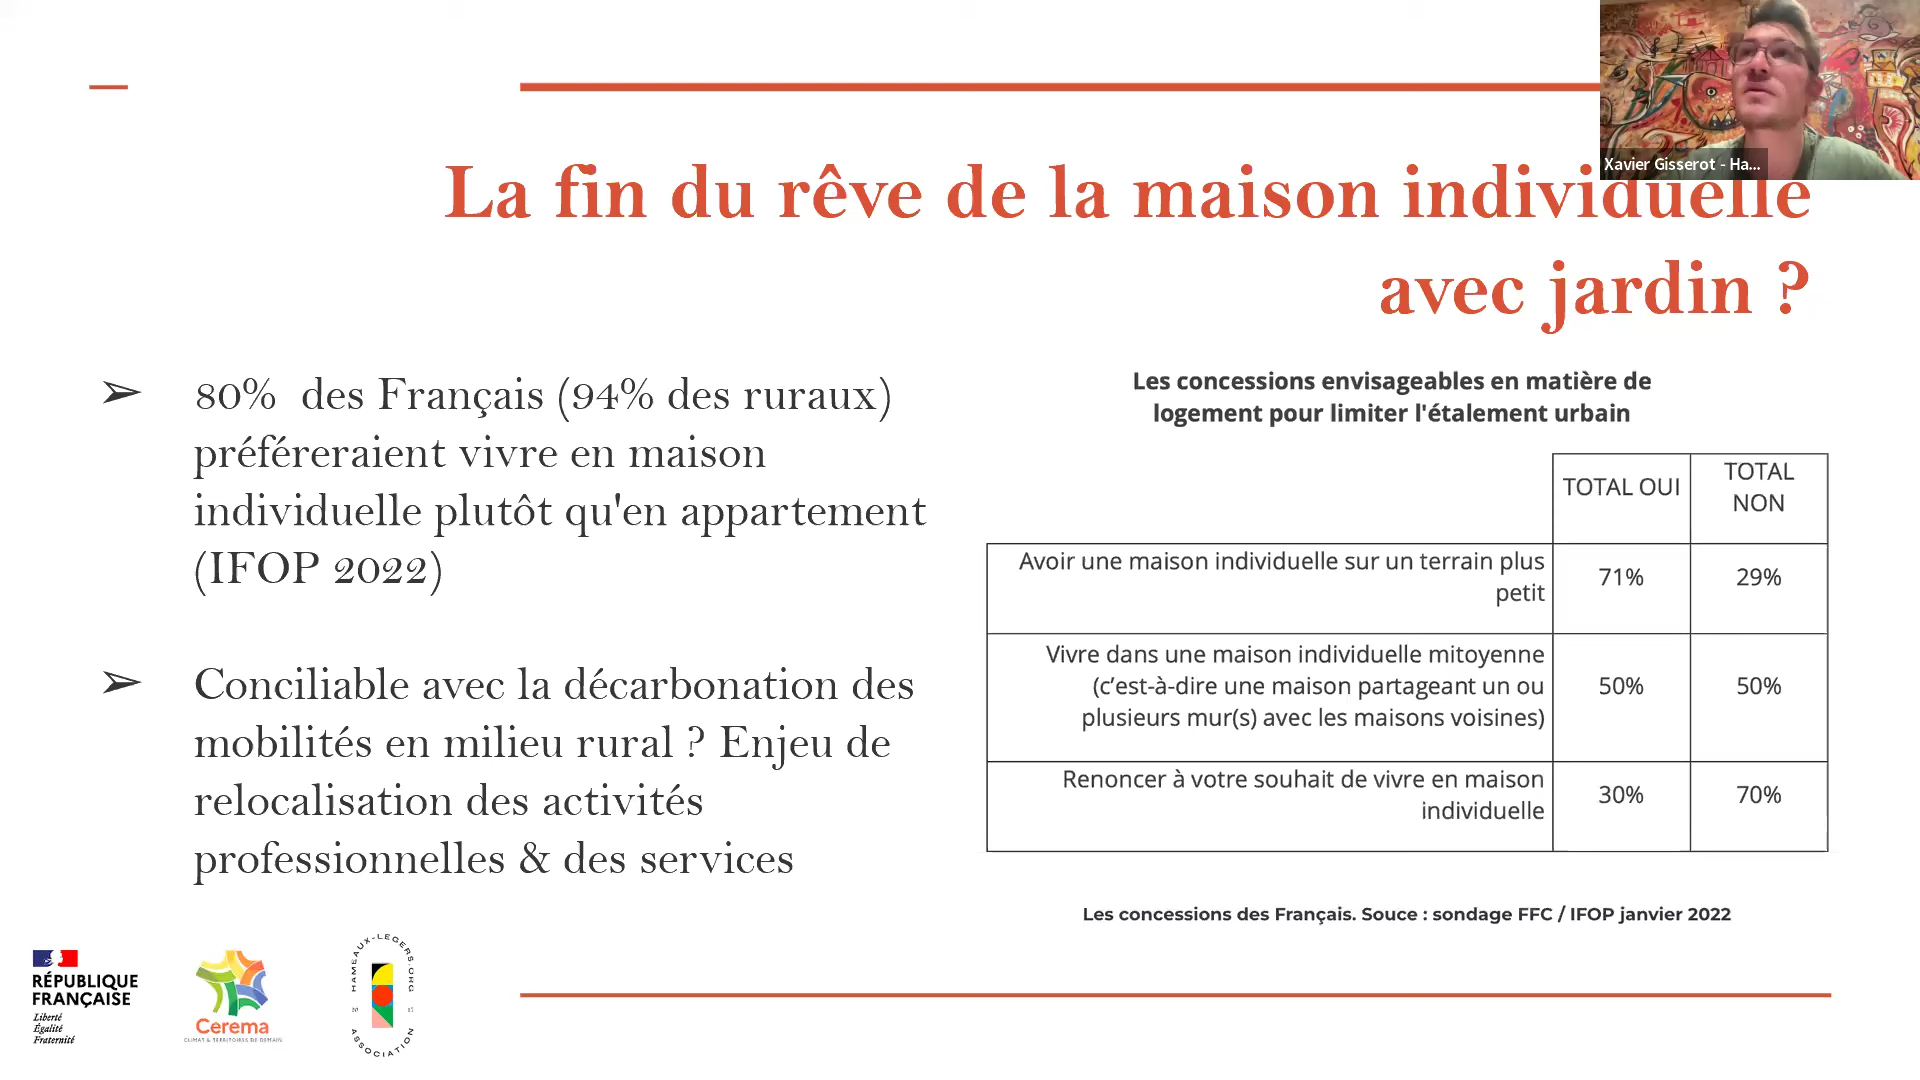 Xavier Gisserot - Ha...
La fin du rêve de la maison individuelle
avec jardin ?
➢ 80% des Français (94% des ruraux)
préféreraient vivre en maison
individuelle plutôt qu'en appartement
(IFOP 2022)
➢ Conciliable avec la décarbonation des
mobilités en milieu rural ? Enjeu de
relocalisation des activités
professionnelles & des services
Les concessions envisageables en matière de
logement pour limiter l'étalement urbain
TOTAL OUI
TOTAL
NON
Avoir une maison individuelle sur un terrain plus
petit
71%
29%
Vivre dans une maison individuelle mitoyenne
(c’est-à-dire une maison partageant un ou
plusieurs mur(s) avec les maisons voisines)
50%
50%
Renoncer à votre souhait de vivre en maison
individuelle
30%
70%
Les concessions des Français. Souce : sondage FFC / IFOP janvier 2022
RÉPUBLIQUE
FRANÇAISE
Liberté
Égalité
Fraternité
Cerema
CLIMAT & TERRITOIRES DE DEMAIN
HAMEAUX-LEGERS.ORG
ASSOCIATION